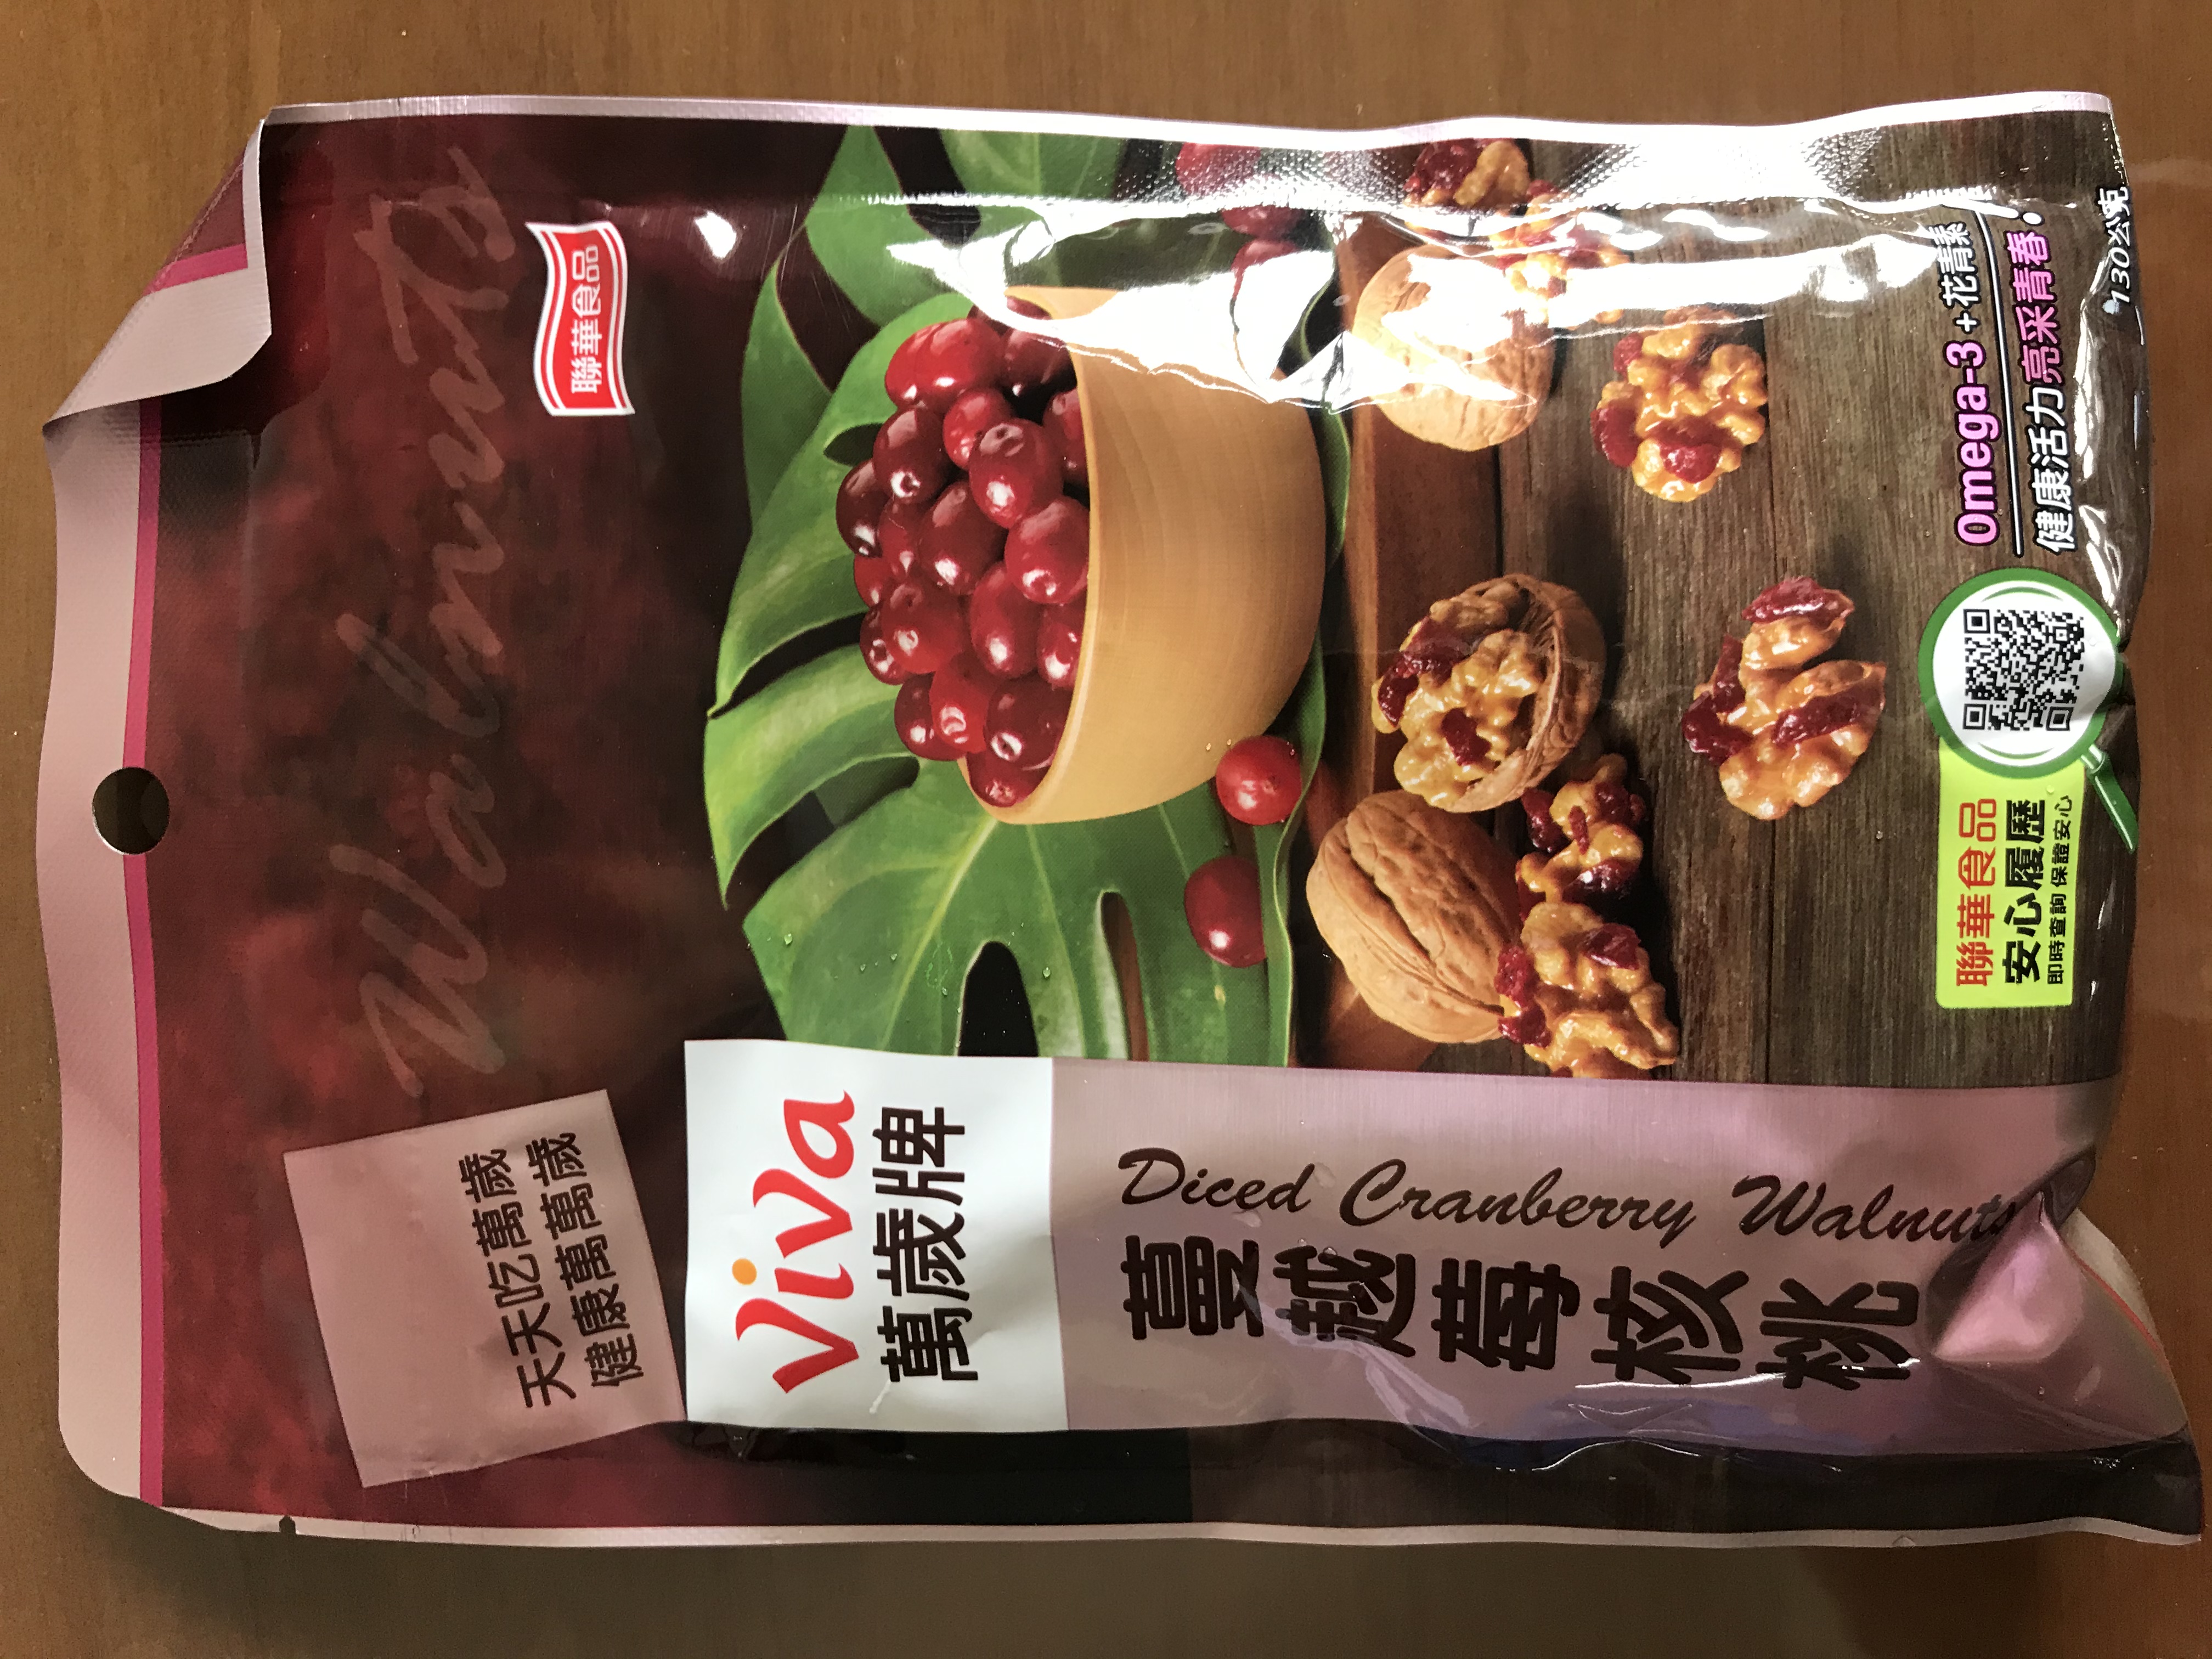 天天吃萬歲
健康萬萬歲
Walnuts
聯華食品
Viva
萬歲牌
Diced Cranberry Walnuts
蔓越莓核桃
聯華食品
安心履歷
即時查詢 保證安心
Omega-3+花青素
健康活力亮采青春!
130公克